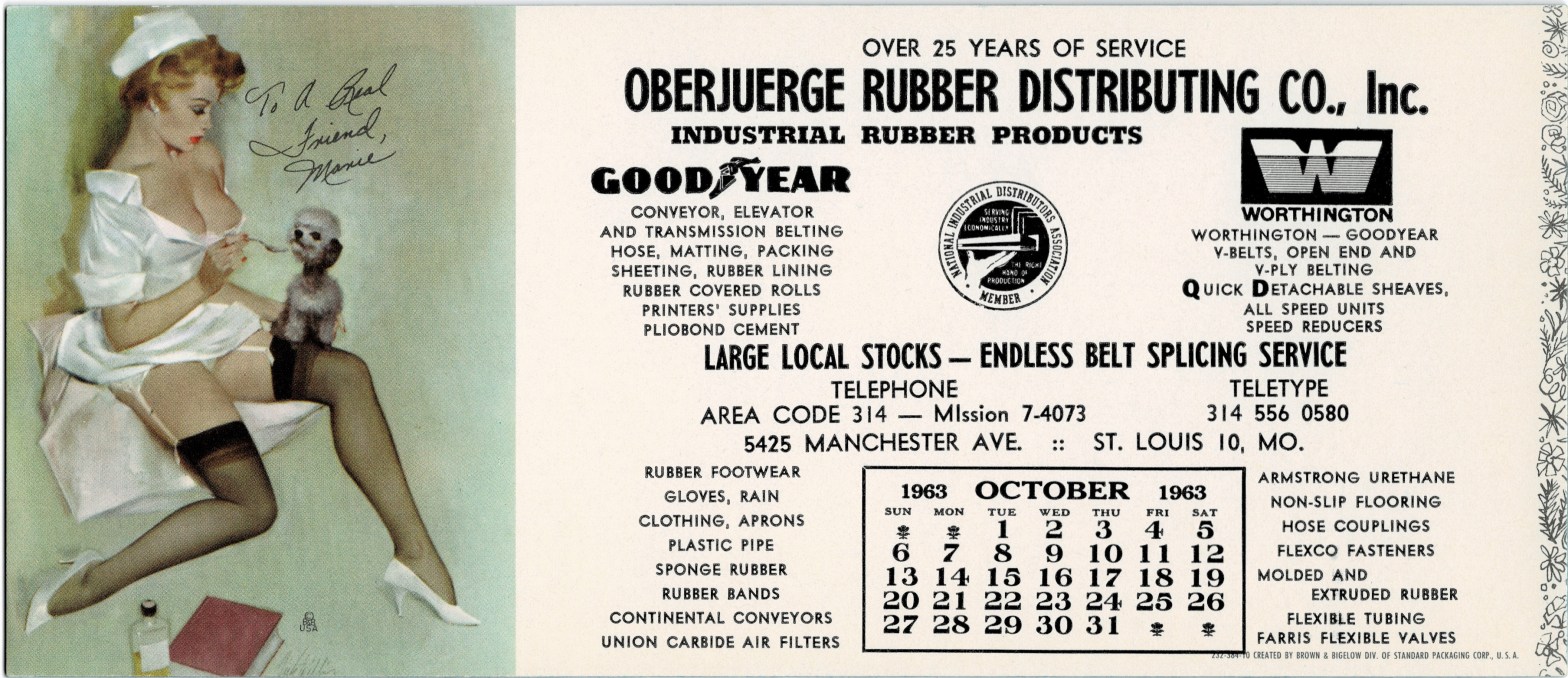 To A Real
Friend,
Marie
USA
OVER 25 YEARS OF SERVICE
OBERJUERGE RUBBER DISTRIBUTING CO., Inc.
INDUSTRIAL RUBBER PRODUCTS
GOODYEAR
CONVEYOR, ELEVATOR
AND TRANSMISSION BELTING
HOSE, MATTING, PACKING
SHEETING, RUBBER LINING
RUBBER COVERED ROLLS
PRINTERS' SUPPLIES
PLIOBOND CEMENT
NATIONAL INDUSTRIAL DISTRIBUTORS ASSOCIATION
MEMBER
SERVING
INDUSTRY
ECONOMICALLY
THE RIGHT
HAND OF
PRODUCTION
W
WORTHINGTON
WORTHINGTON — GOODYEAR
V-BELTS, OPEN END AND
V-PLY BELTING
QUICK DETACHABLE SHEAVES,
ALL SPEED UNITS
SPEED REDUCERS
LARGE LOCAL STOCKS — ENDLESS BELT SPLICING SERVICE
TELEPHONE
AREA CODE 314 — MIssion 7-4073
TELETYPE
314 556 0580
5425 MANCHESTER AVE. :: ST. LOUIS 10, MO.
RUBBER FOOTWEAR
GLOVES, RAIN
CLOTHING, APRONS
PLASTIC PIPE
SPONGE RUBBER
RUBBER BANDS
CONTINENTAL CONVEYORS
UNION CARBIDE AIR FILTERS
1963 OCTOBER 1963
SUN MON TUE WED THU FRI SAT
1 2 3 4 5
6 7 8 9 10 11 12
13 14 15 16 17 18 19
20 21 22 23 24 25 26
27 28 29 30 31
ARMSTRONG URETHANE
NON-SLIP FLOORING
HOSE COUPLINGS
FLEXCO FASTENERS
MOLDED AND
EXTRUDED RUBBER
FLEXIBLE TUBING
FARRIS FLEXIBLE VALVES
CREATED BY BROWN & BIGELOW DIV. OF STANDARD PACKAGING CORP., U.S.A.